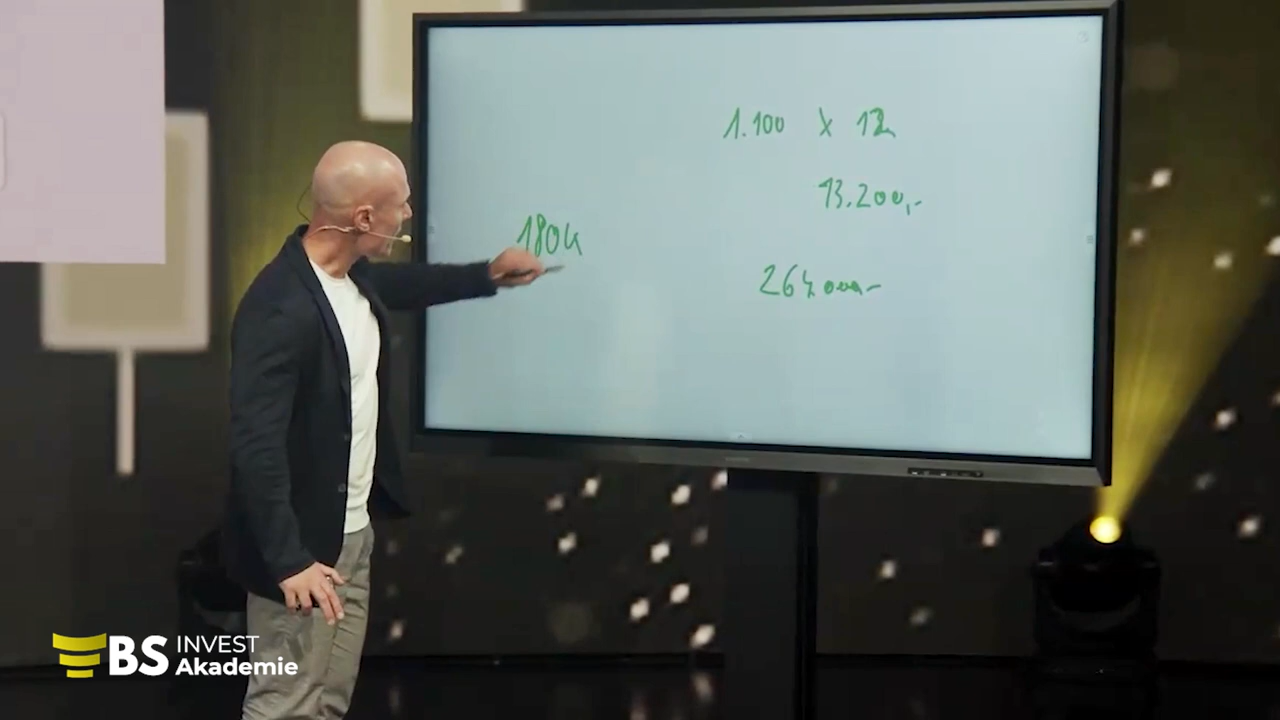 1.100 x 12
13.200,-
180k
264.000,-
BS INVEST
Akademie